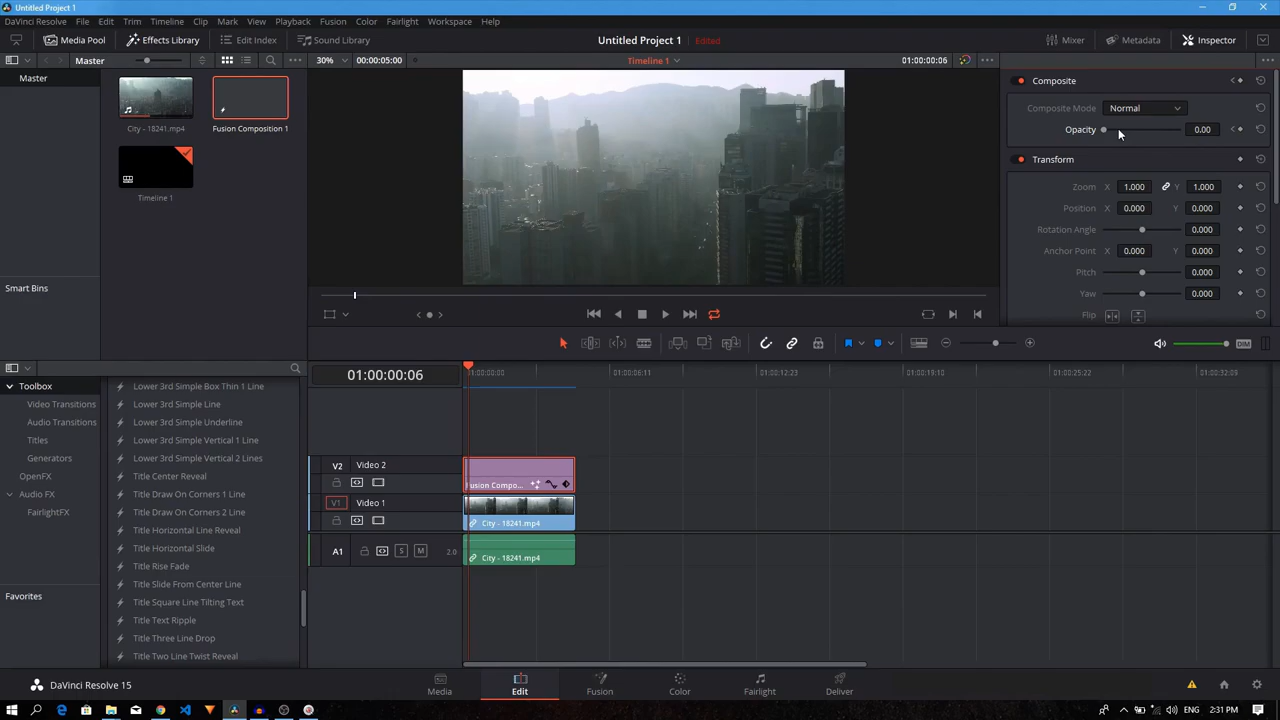 Untitled Project 1
DaVinci Resolve File Edit Trim Timeline Clip Mark View Playback Fusion Color Fairlight Workspace Help
Media Pool Effects Library Edit Index Sound Library Untitled Project 1 Edited Mixer Metadata Inspector
Master 30% 00:00:05:00 Timeline 1 01:00:00:06
Master
City - 18241.mp4 Fusion Composition 1
Timeline 1
Smart Bins
Composite
Composite Mode Normal
Opacity 0.00
Transform
Zoom X 1.000 Y 1.000
Position X 0.000 Y 0.000
Rotation Angle 0.000
Anchor Point X 0.000 Y 0.000
Pitch 0.000
Yaw 0.000
Flip
DIM
Toolbox
Video Transitions
Audio Transitions
Titles
Generators
OpenFX
Audio FX
FairlightFX
Favorites
Lower 3rd Simple Box Thin 1 Line
Lower 3rd Simple Line
Lower 3rd Simple Underline
Lower 3rd Simple Vertical 1 Line
Lower 3rd Simple Vertical 2 Lines
Title Center Reveal
Title Draw On Corners 1 Line
Title Draw On Corners 2 Line
Title Horizontal Line Reveal
Title Horizontal Slide
Title Rise Fade
Title Slide From Center Line
Title Square Line Tilting Text
Title Text Ripple
Title Three Line Drop
Title Two Line Twist Reveal
01:00:00:06 01:00:06:11 01:00:12:23 01:00:19:10 01:00:25:22 01:00:32:09
V2 Video 2
Fusion Compo...
V1 Video 1
City - 18241.mp4
A1 S M 2.0
City - 18241.mp4
DaVinci Resolve 15 Media Edit Fusion Color Fairlight Deliver
2:31 PM